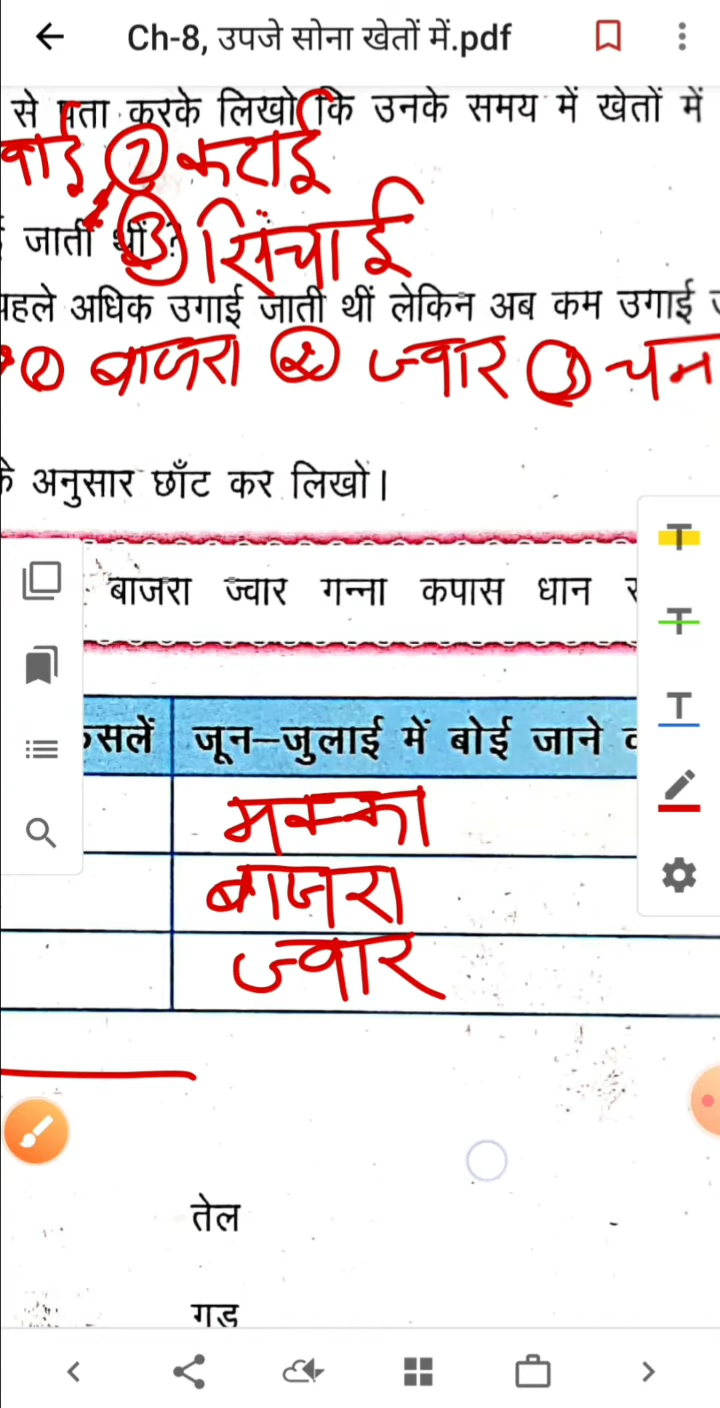 Ch-8, उपजे सोना खेतों में.pdf
से पता करके लिखो कि उनके समय में खेतों में
② कटाई
जाती थीं?
③ सिंचाई
पहले अधिक उगाई जाती थीं लेकिन अब कम उगाई
① बाजरा ② ज्वार ③ चन
के अनुसार छाँट कर लिखो।
बाजरा ज्वार गन्ना कपास धान
फसलें जून-जुलाई में बोई जाने
मक्का
बाजरा
ज्वार
तेल
गुड़